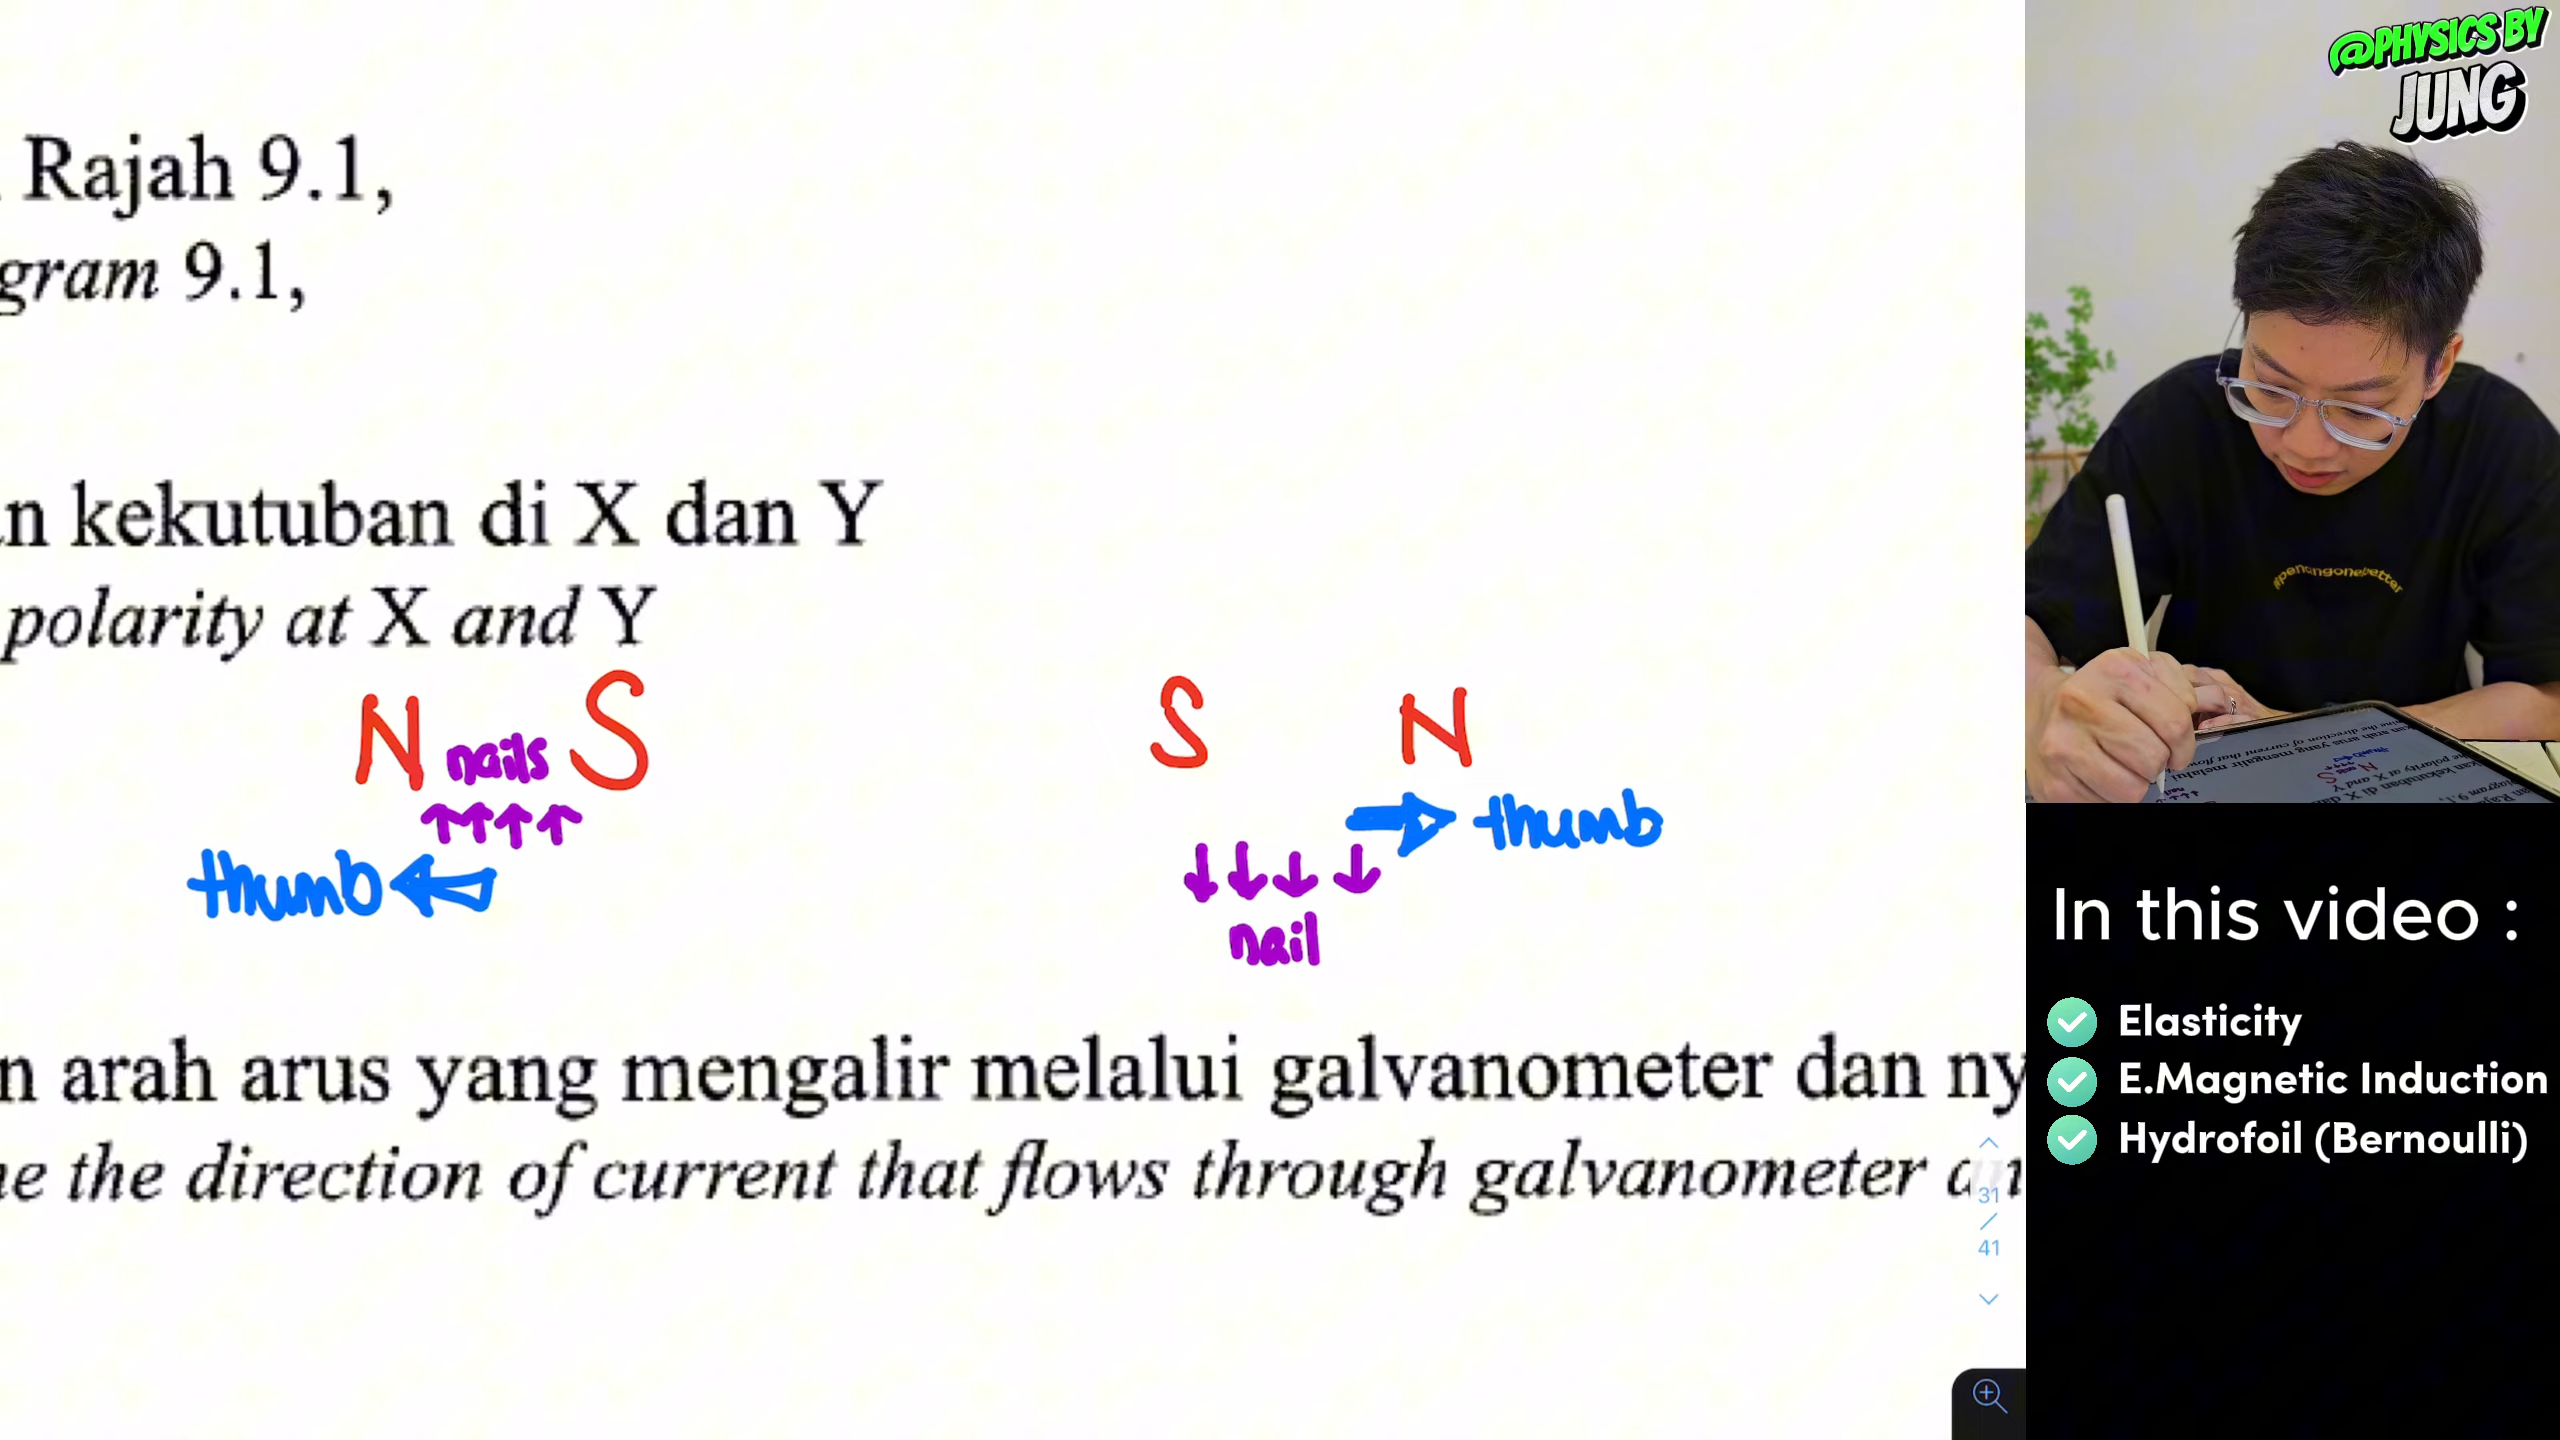 Rajah 9.1,
gram 9.1,
n kekutuban di X dan Y
polarity at X and Y
N nails S
thumb
S N
thumb
nail
n arah arus yang mengalir melalui galvanometer dan ny
e the direction of current that flows through galvanometer an
31
/
41
@PHYSICS BY
JUNG
In this video :
Elasticity
E.Magnetic Induction
Hydrofoil (Bernoulli)